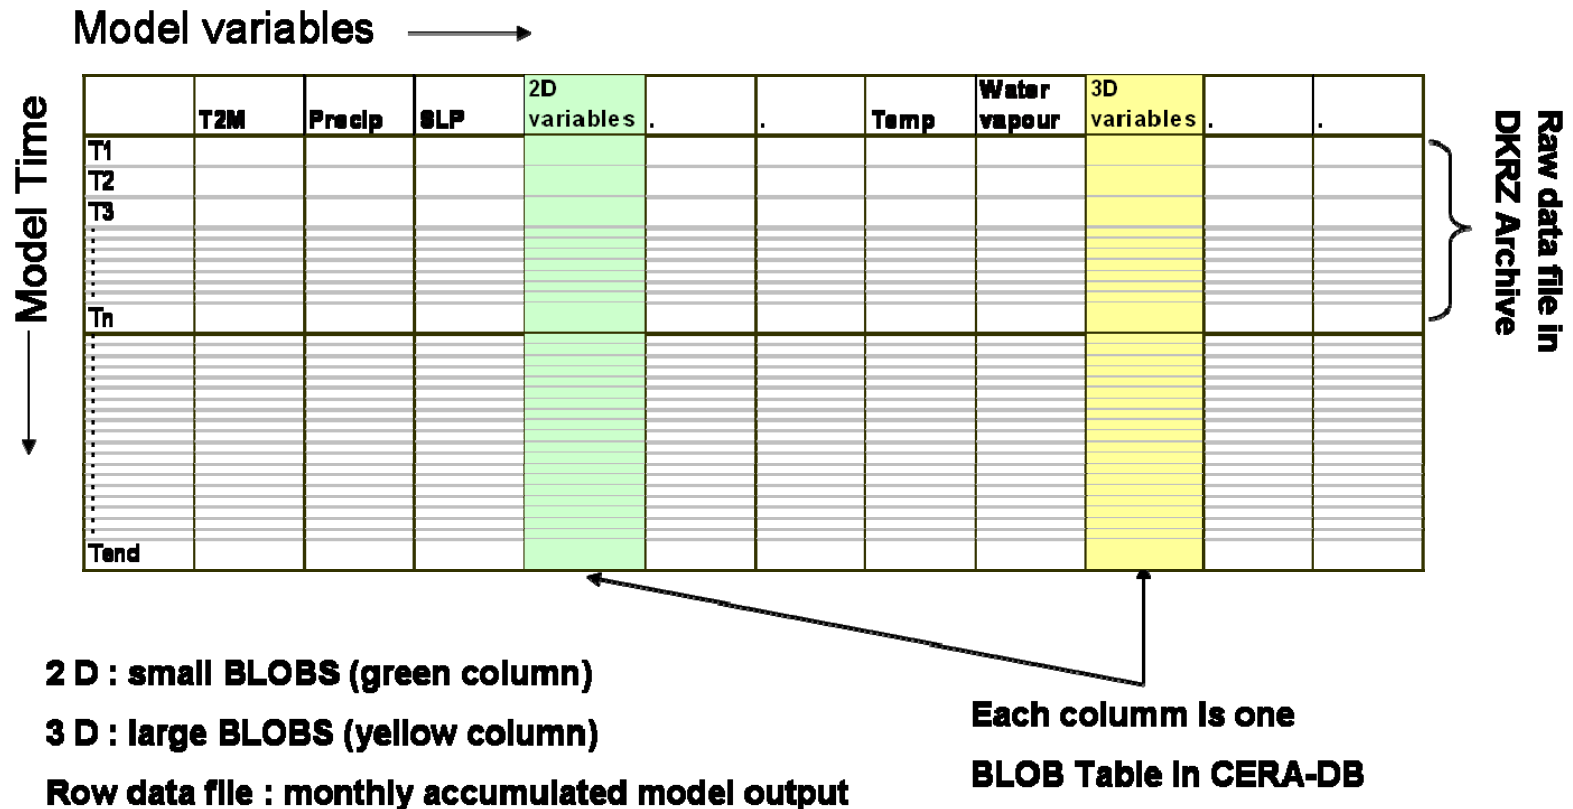 Model variables
Model Time
2D
Water
3D
T2M
Precip
SLP
variables
.
.
Temp
vapour
variables
.
.
T1
T2
T3
Tn
Tend
Raw data file in
DKRZ Archive
2 D : small BLOBS (green column)
3 D : large BLOBS (yellow column)
Row data file : monthly accumulated model output
Each columm is one
BLOB Table in CERA-DB